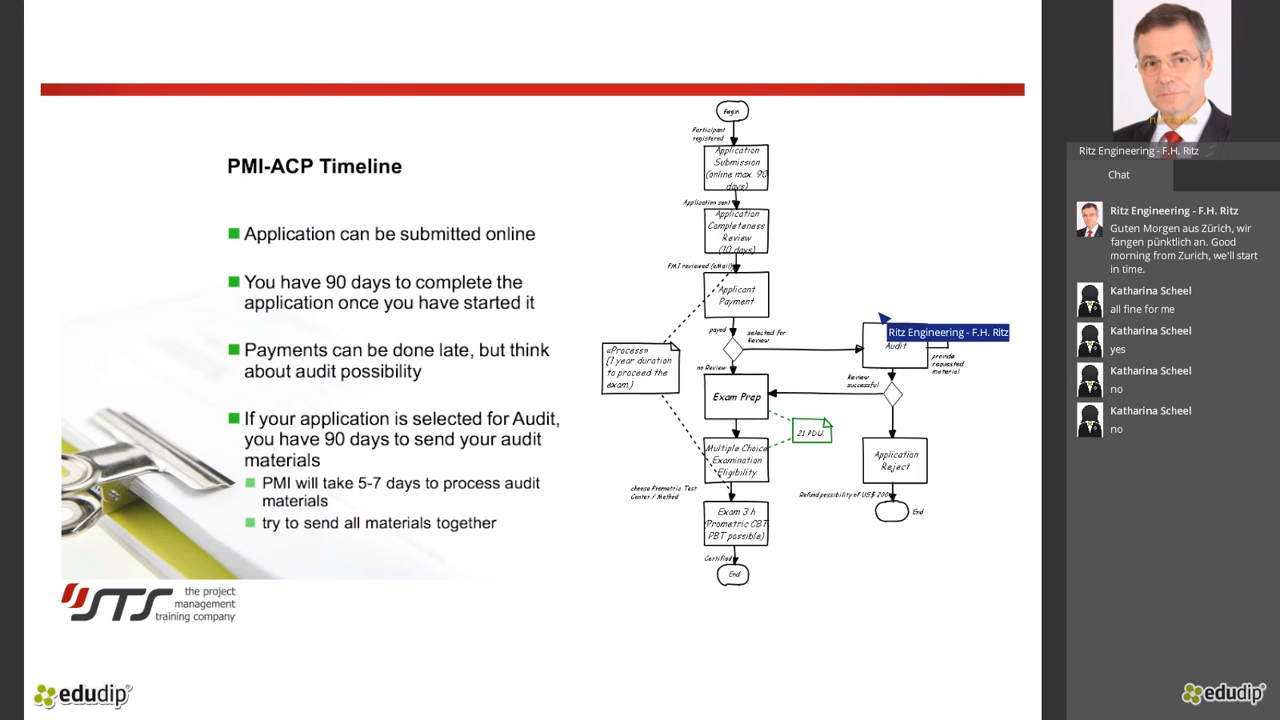 PMI-ACP Timeline
Application can be submitted online
You have 90 days to complete the
application once you have started it
Payments can be done late, but think
about audit possibility
If your application is selected for Audit,
you have 90 days to send your audit
materials
PMI will take 5-7 days to process audit
materials
try to send all materials together
STS
the project
management
training company
Begin
Participant
registered
Application
Submission
(online max. 90
days)
Application sent
Application
Completeness
Review
(10 days)
PMI reviewed (eMail)
Applicant
Payment
payed
selected for
Review
«Process»
{1 year duration
to proceed the
exam.}
no Review
Ritz Engineering - F.H. Ritz
Audit
provide
requested
material
Review
successful
Exam Prep
21 PDU
Multiple Choice
Examination
Eligibility
Application
Reject
choose Prometric Test
Center / Method
Refund possibility of US$ 200
End
Exam 3 h
(Prometric CBT,
PBT possible)
Certified
End
edudip
Ritz Engineering - F.H. Ritz
Chat
Ritz Engineering - F.H. Ritz
Guten Morgen aus Zürich, wir
fangen pünktlich an. Good
morning from Zurich, we'll start
in time.
Katharina Scheel
all fine for me
Katharina Scheel
yes
Katharina Scheel
no
Katharina Scheel
no
edudip